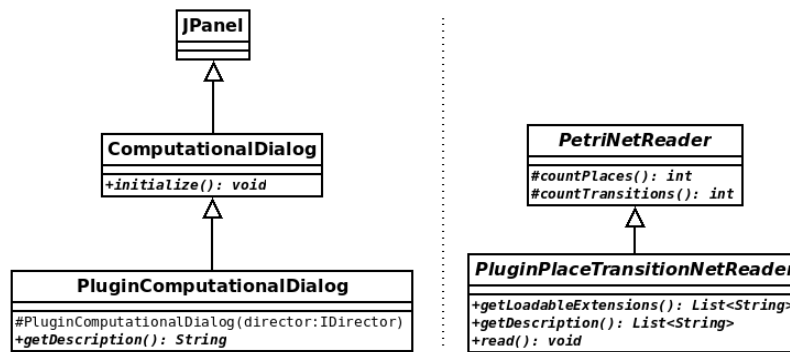 JPanel
ComputationalDialog
+initialize(): void
PluginComputationalDialog
#PluginComputationalDialog(director:IDirector)
+getDescription(): String
PetriNetReader
#countPlaces(): int
#countTransitions(): int
PluginPlaceTransitionNetReader
+getLoadableExtensions(): List<String>
+getDescription(): List<String>
+read(): void